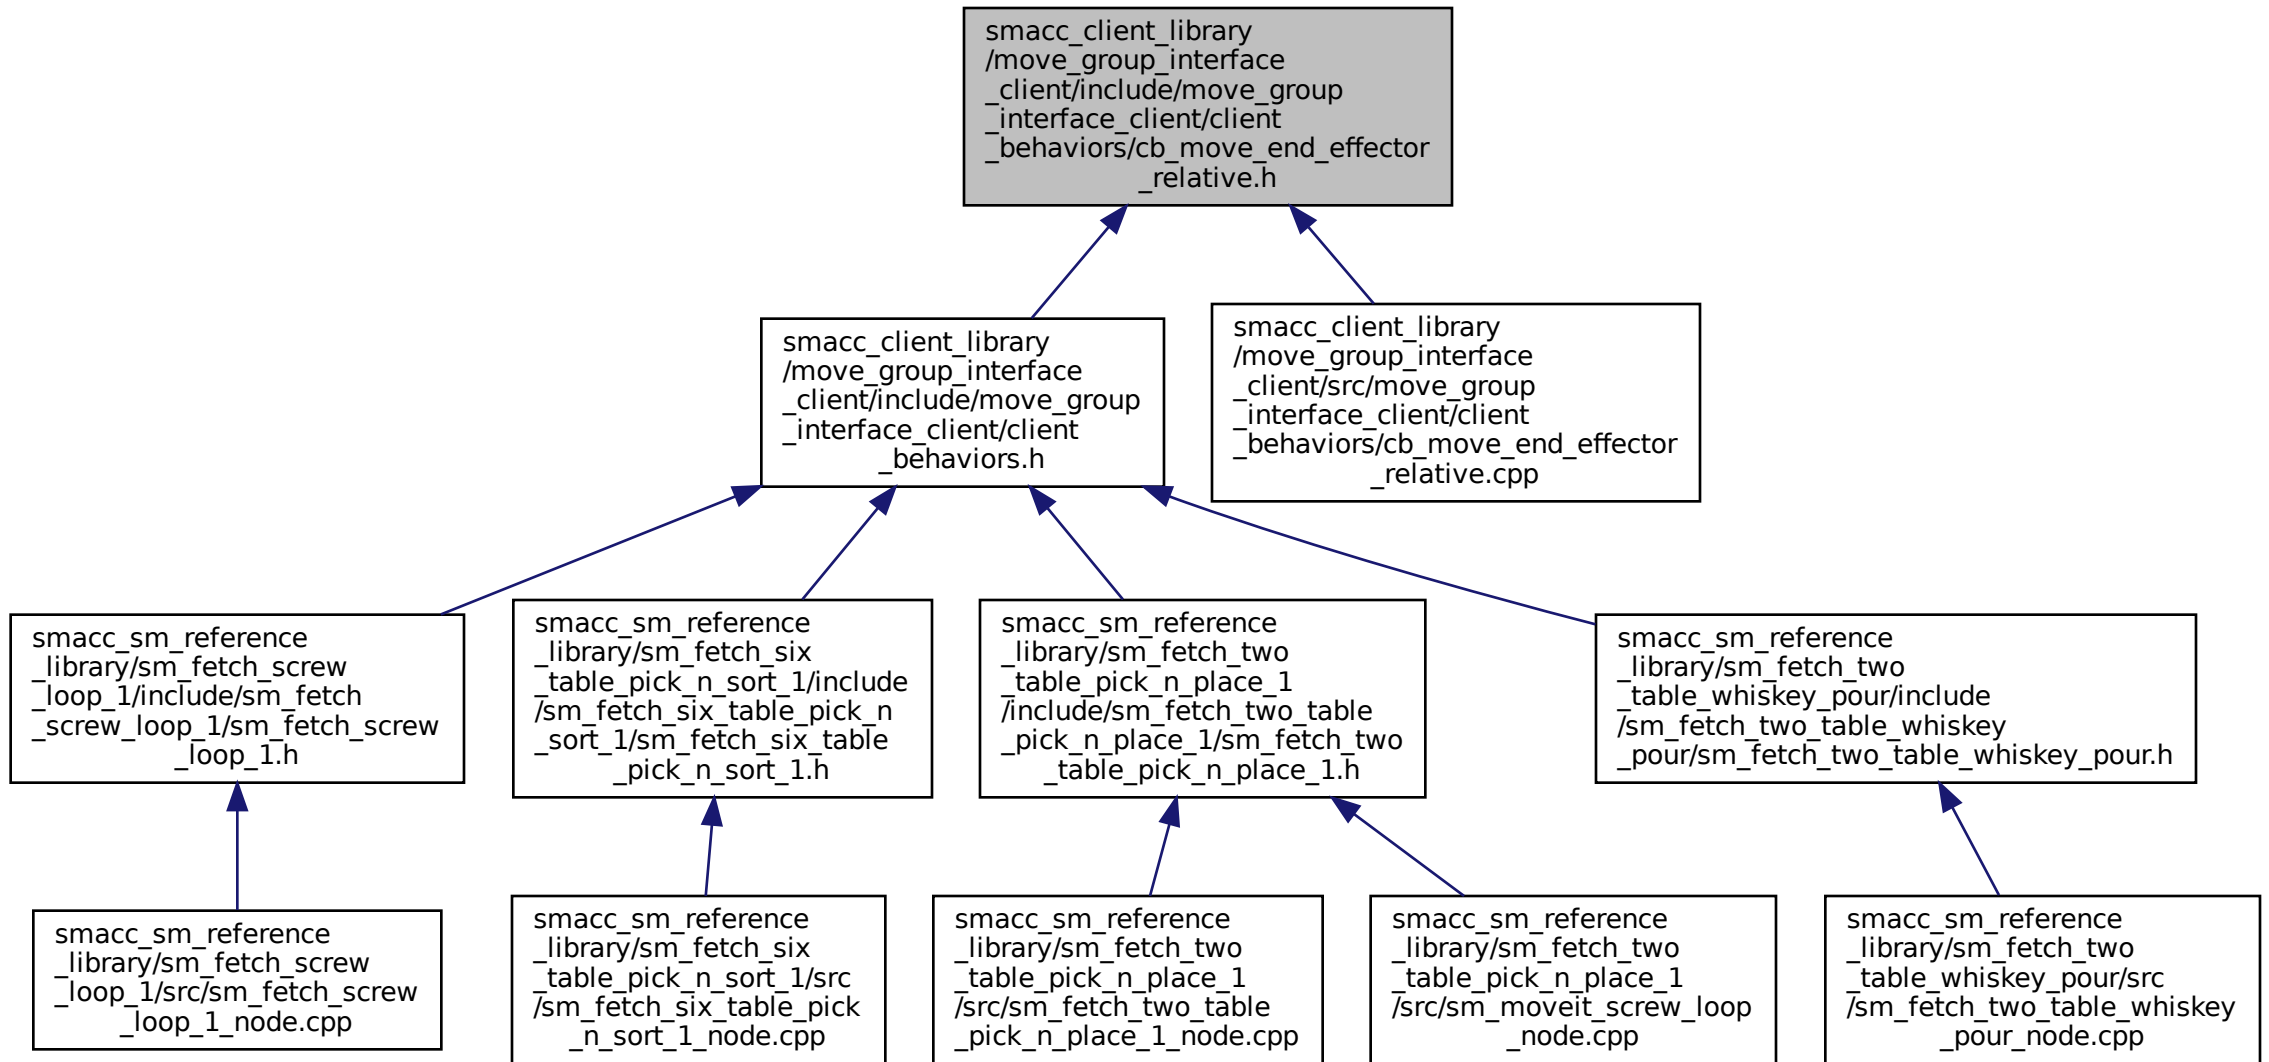 smacc_client_library
/move_group_interface
_client/include/move_group
_interface_client/client
_behaviors/cb_move_end_effector
_relative.h
smacc_client_library
/move_group_interface
_client/include/move_group
_interface_client/client
_behaviors.h
smacc_client_library
/move_group_interface
_client/src/move_group
_interface_client/client
_behaviors/cb_move_end_effector
_relative.cpp
smacc_sm_reference
_library/sm_fetch_screw
_loop_1/include/sm_fetch
_screw_loop_1/sm_fetch_screw
_loop_1.h
smacc_sm_reference
_library/sm_fetch_six
_table_pick_n_sort_1/include
/sm_fetch_six_table_pick_n
_sort_1/sm_fetch_six_table
_pick_n_sort_1.h
smacc_sm_reference
_library/sm_fetch_two
_table_pick_n_place_1
/include/sm_fetch_two_table
_pick_n_place_1/sm_fetch_two
_table_pick_n_place_1.h
smacc_sm_reference
_library/sm_fetch_two
_table_whiskey_pour/include
/sm_fetch_two_table_whiskey
_pour/sm_fetch_two_table_whiskey_pour.h
smacc_sm_reference
_library/sm_fetch_screw
_loop_1/src/sm_fetch_screw
_loop_1_node.cpp
smacc_sm_reference
_library/sm_fetch_six
_table_pick_n_sort_1/src
/sm_fetch_six_table_pick
_n_sort_1_node.cpp
smacc_sm_reference
_library/sm_fetch_two
_table_pick_n_place_1
/src/sm_fetch_two_table
_pick_n_place_1_node.cpp
smacc_sm_reference
_library/sm_fetch_two
_table_pick_n_place_1
/src/sm_moveit_screw_loop
_node.cpp
smacc_sm_reference
_library/sm_fetch_two
_table_whiskey_pour/src
/sm_fetch_two_table_whiskey
_pour_node.cpp